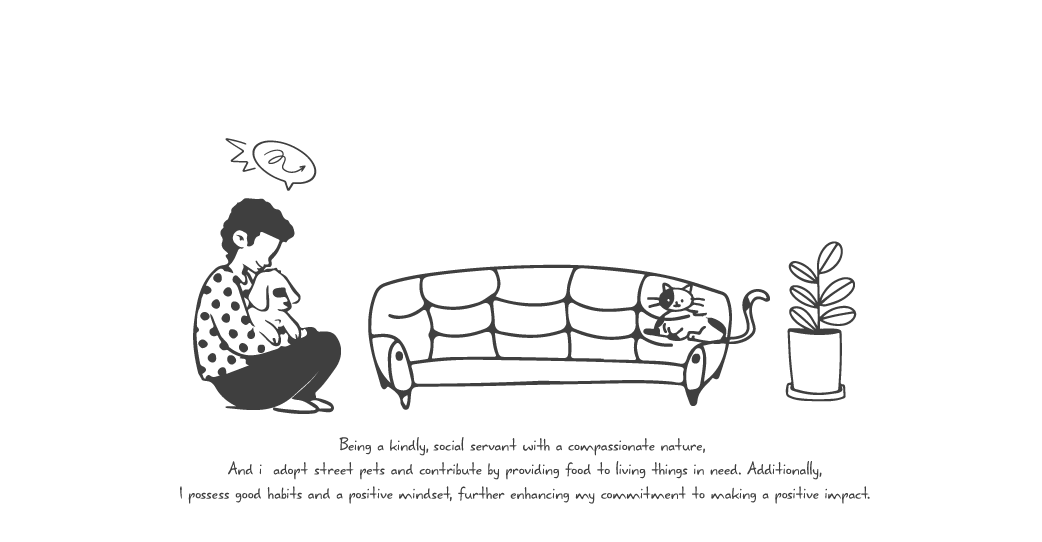 Being a kindly, social servant with a compassionate nature,
And i adopt street pets and contribute by providing food to living things in need. Additionally,
I possess good habits and a positive mindset, further enhancing my commitment to making a positive impact.